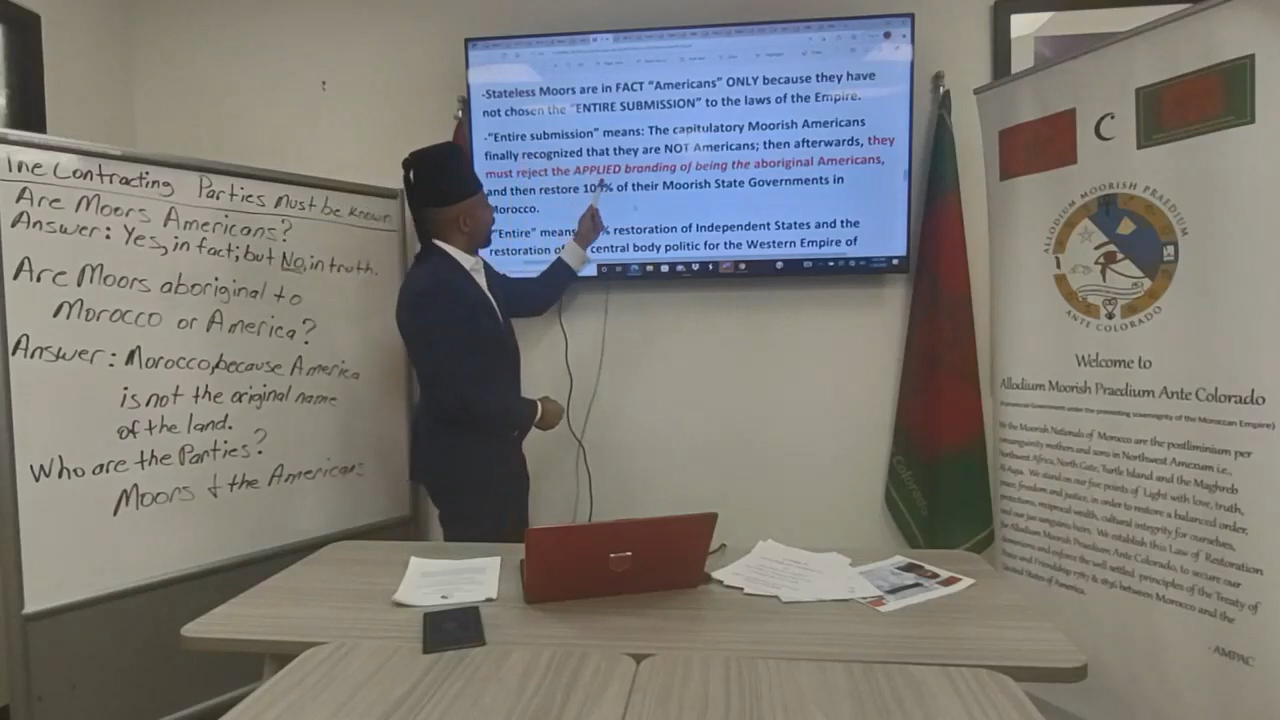 The Contracting Parties must be known
Are Moors Americans?
Answer: Yes, in fact; but No, in truth.
Are Moors aboriginal to
Morocco or America?
Answer: Morocco, because America
is not the original name
of the land.
Who are the Parties?
Moors & the Americans
-Stateless Moors are in FACT "Americans" ONLY because they have
not chosen the "ENTIRE SUBMISSION" to the laws of the Empire.
-"Entire submission" means: The capitulatory Moorish Americans
finally recognized that they are NOT Americans; then afterwards, they
must reject the APPLIED branding of being the aboriginal Americans,
and then restore 100% of their Moorish State Governments in
Morocco.
"Entire" means % restoration of Independent States and the
restoration of central body politic for the Western Empire of
Colorado
ALLODIUM MOORISH PRAEDIUM
ANTE COLORADO
Welcome to
Allodium Moorish Praedium Ante Colorado
Government under the sovereignty of the Moroccan Empire)
We the Moorish Nationals of Morocco are the postliminium per
consanguinity mothers and sons in Northwest Amexum i.e.,
Northwest Africa, North Gate, Turtle Island and the Maghreb
Al-Aqsa. We stand on our five points of Light with love, truth,
peace, freedom and justice, in order to restore a balanced order,
protections, reciprocal wealth, cultural integrity for ourselves,
and our jus sanguinis heirs. We establish this Law of Restoration
for Allodium Moorish Praedium Ante Colorado, to secure our
and enforce the well settled principles of the Treaty of
Peace and Friendship 1787 & 1836 between Morocco and the
United States of America.
- AMPAC